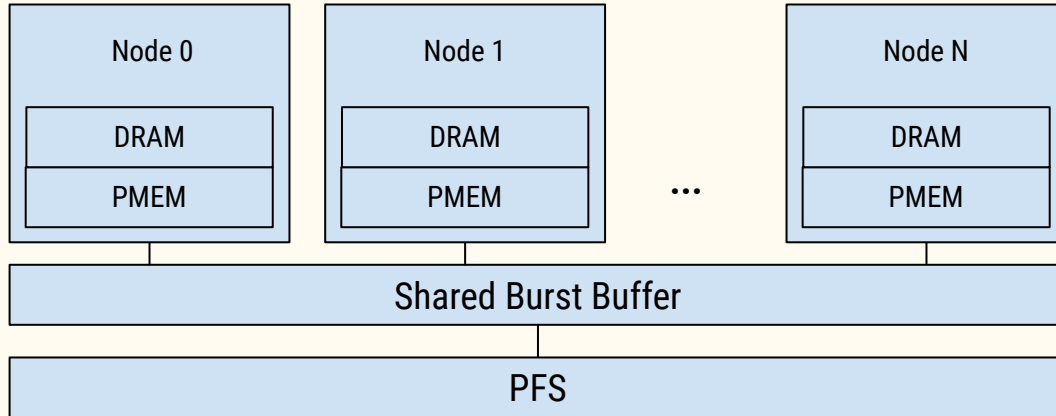 Node 0
Node 1
Node N
DRAM
DRAM
DRAM
PMEM
PMEM
...
PMEM
Shared Burst Buffer
PFS